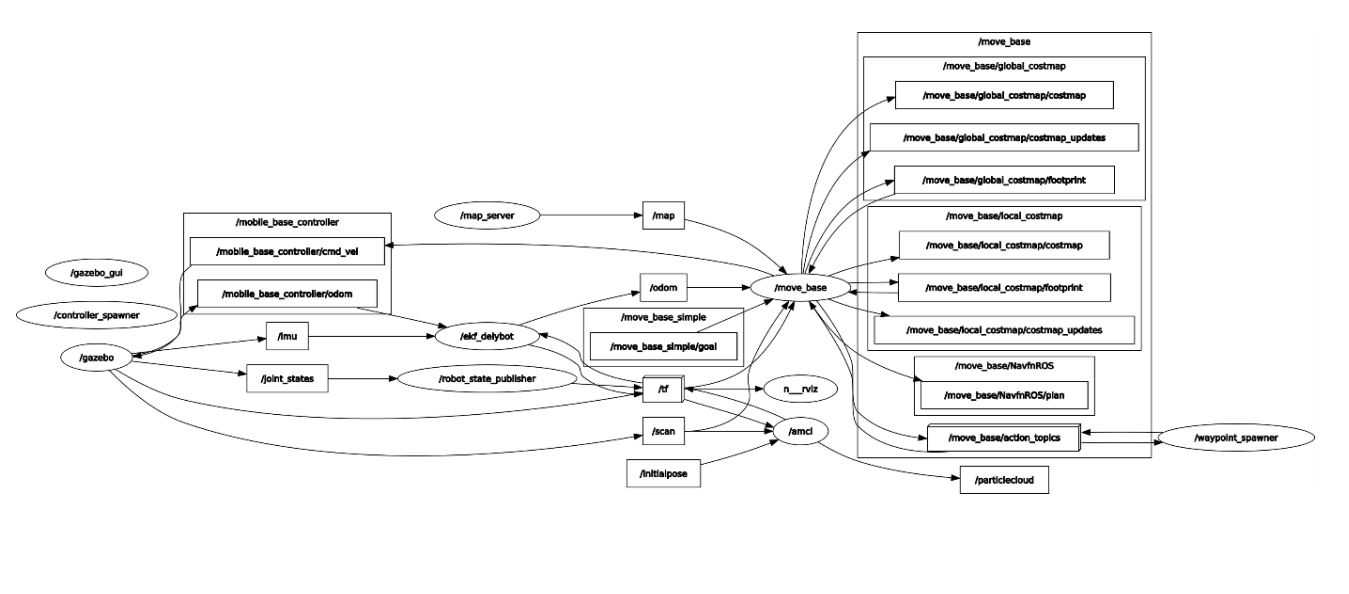 /move_base
/move_base/global_costmap
/move_base/global_costmap/costmap
/move_base/global_costmap/costmap_updates
/move_base/global_costmap/footprint
/map_server
/map
/mobile_base_controller
/mobile_base_controller/cmd_vel
/mobile_base_controller/odom
/move_base/local_costmap
/move_base/local_costmap/costmap
/move_base/local_costmap/footprint
/move_base/local_costmap/costmap_updates
/gazebo_gui
/controller_spawner
/gazebo
/imu
/joint_states
/robot_state_publisher
/ekf_delybot
/odom
/move_base
/move_base_simple
/move_base_simple/goal
/tf
n___rviz
/scan
/amcl
/initialpose
/particlecloud
/move_base/NavfnROS
/move_base/NavfnROS/plan
/move_base/action_topics
/waypoint_spawner